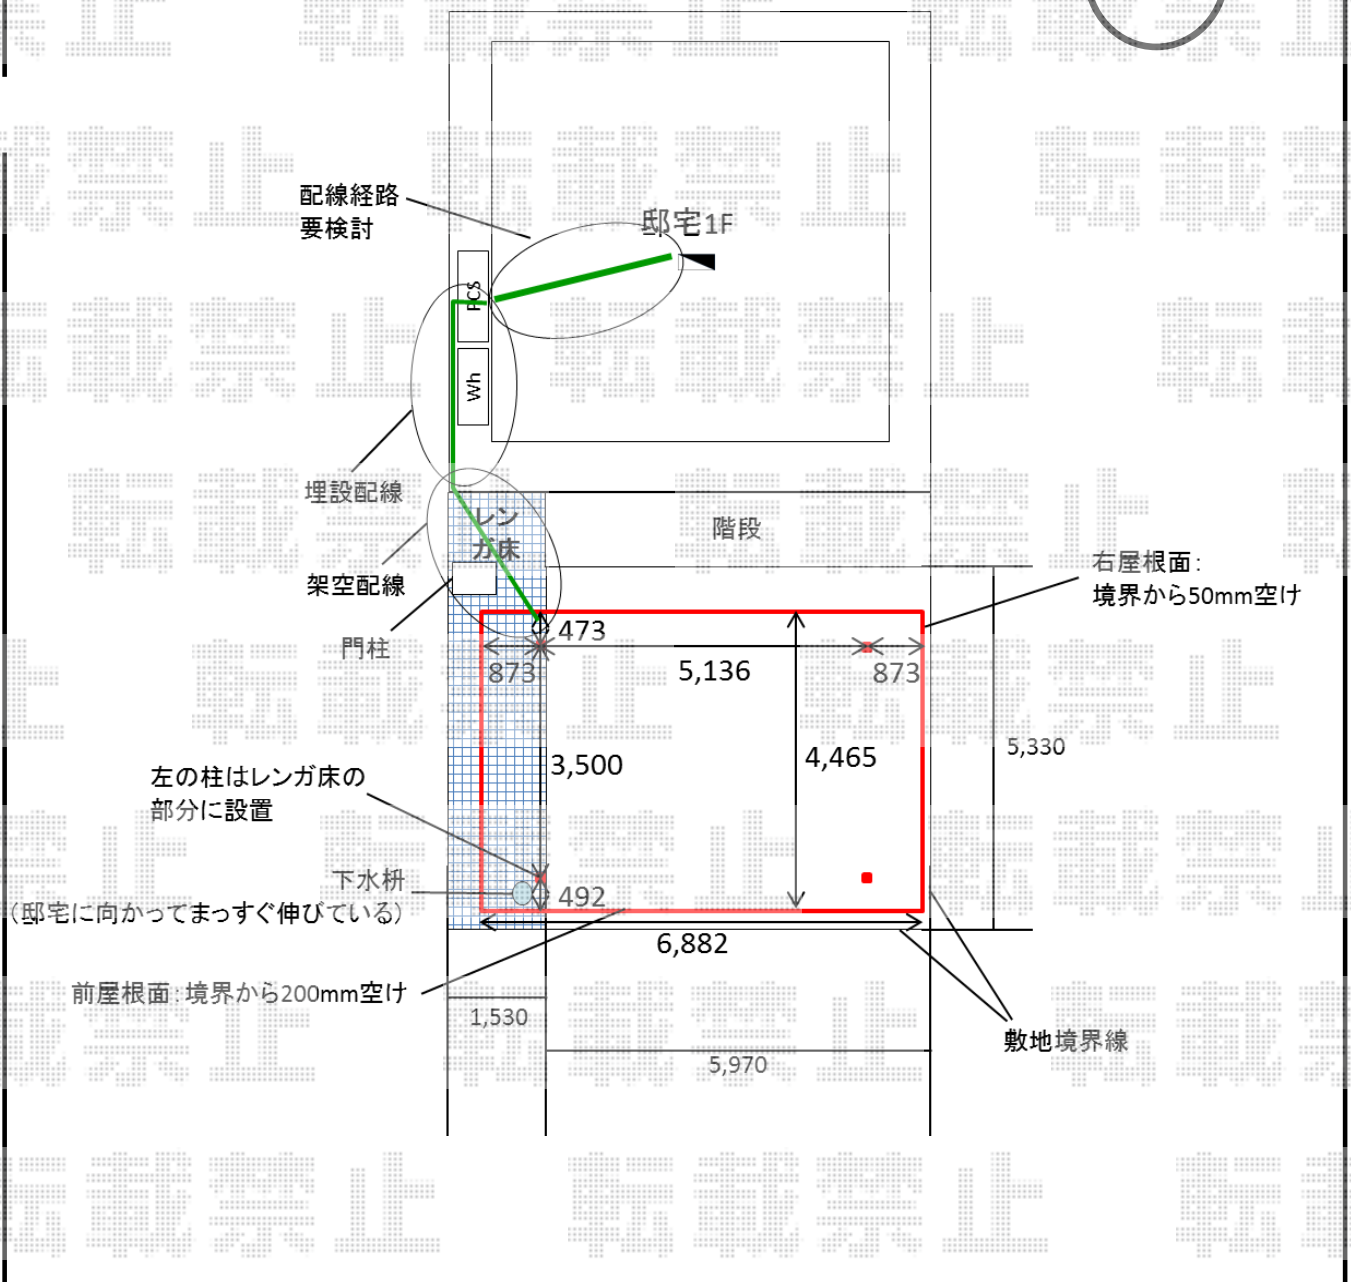 配線経路
要検討
邸宅1F
PCS
Wh
埋設配線
レン
ガ床
階段
架空配線
右屋根面：
境界から50mm空け
門柱
473
873
5,136
873
5,330
3,500
4,465
左の柱はレンガ床の
部分に設置
下水枡
（邸宅に向かってまっすぐ伸びている）
492
6,882
前屋根面：境界から200mm空け
1,530
敷地境界線
5,970
転載禁止